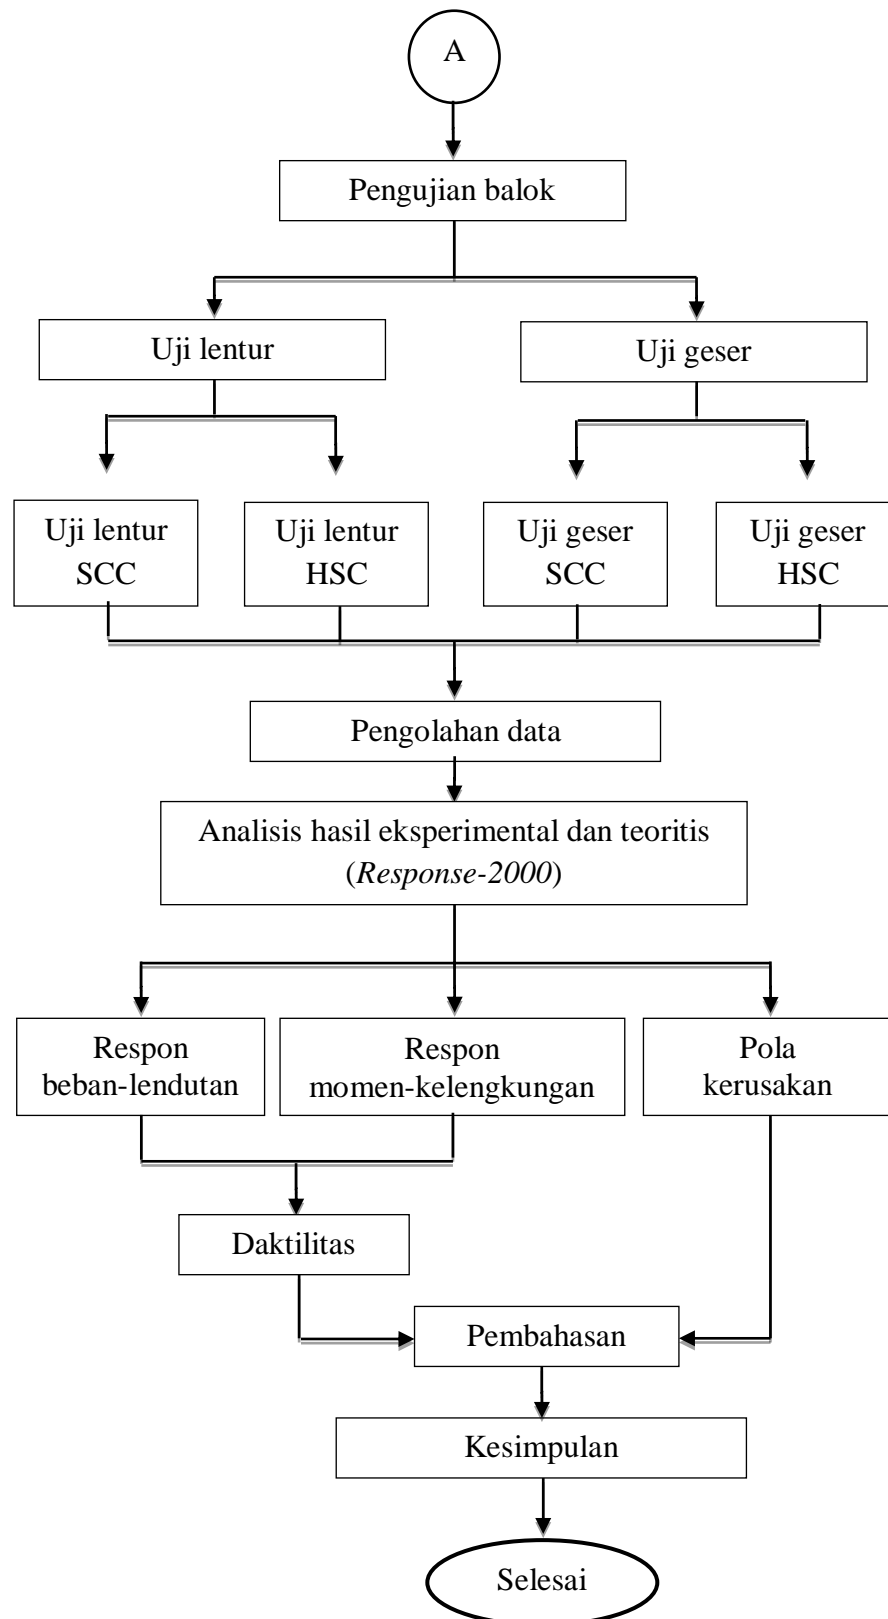 A
Pengujian balok
Uji lentur
Uji geser
Uji lentur
SCC
Uji lentur
HSC
Uji geser
SCC
Uji geser
HSC
Pengolahan data
Analisis hasil eksperimental dan teoritis
(Response-2000)
Respon
beban-lendutan
Respon
momen-kelengkungan
Pola
kerusakan
Daktilitas
Pembahasan
Kesimpulan
Selesai